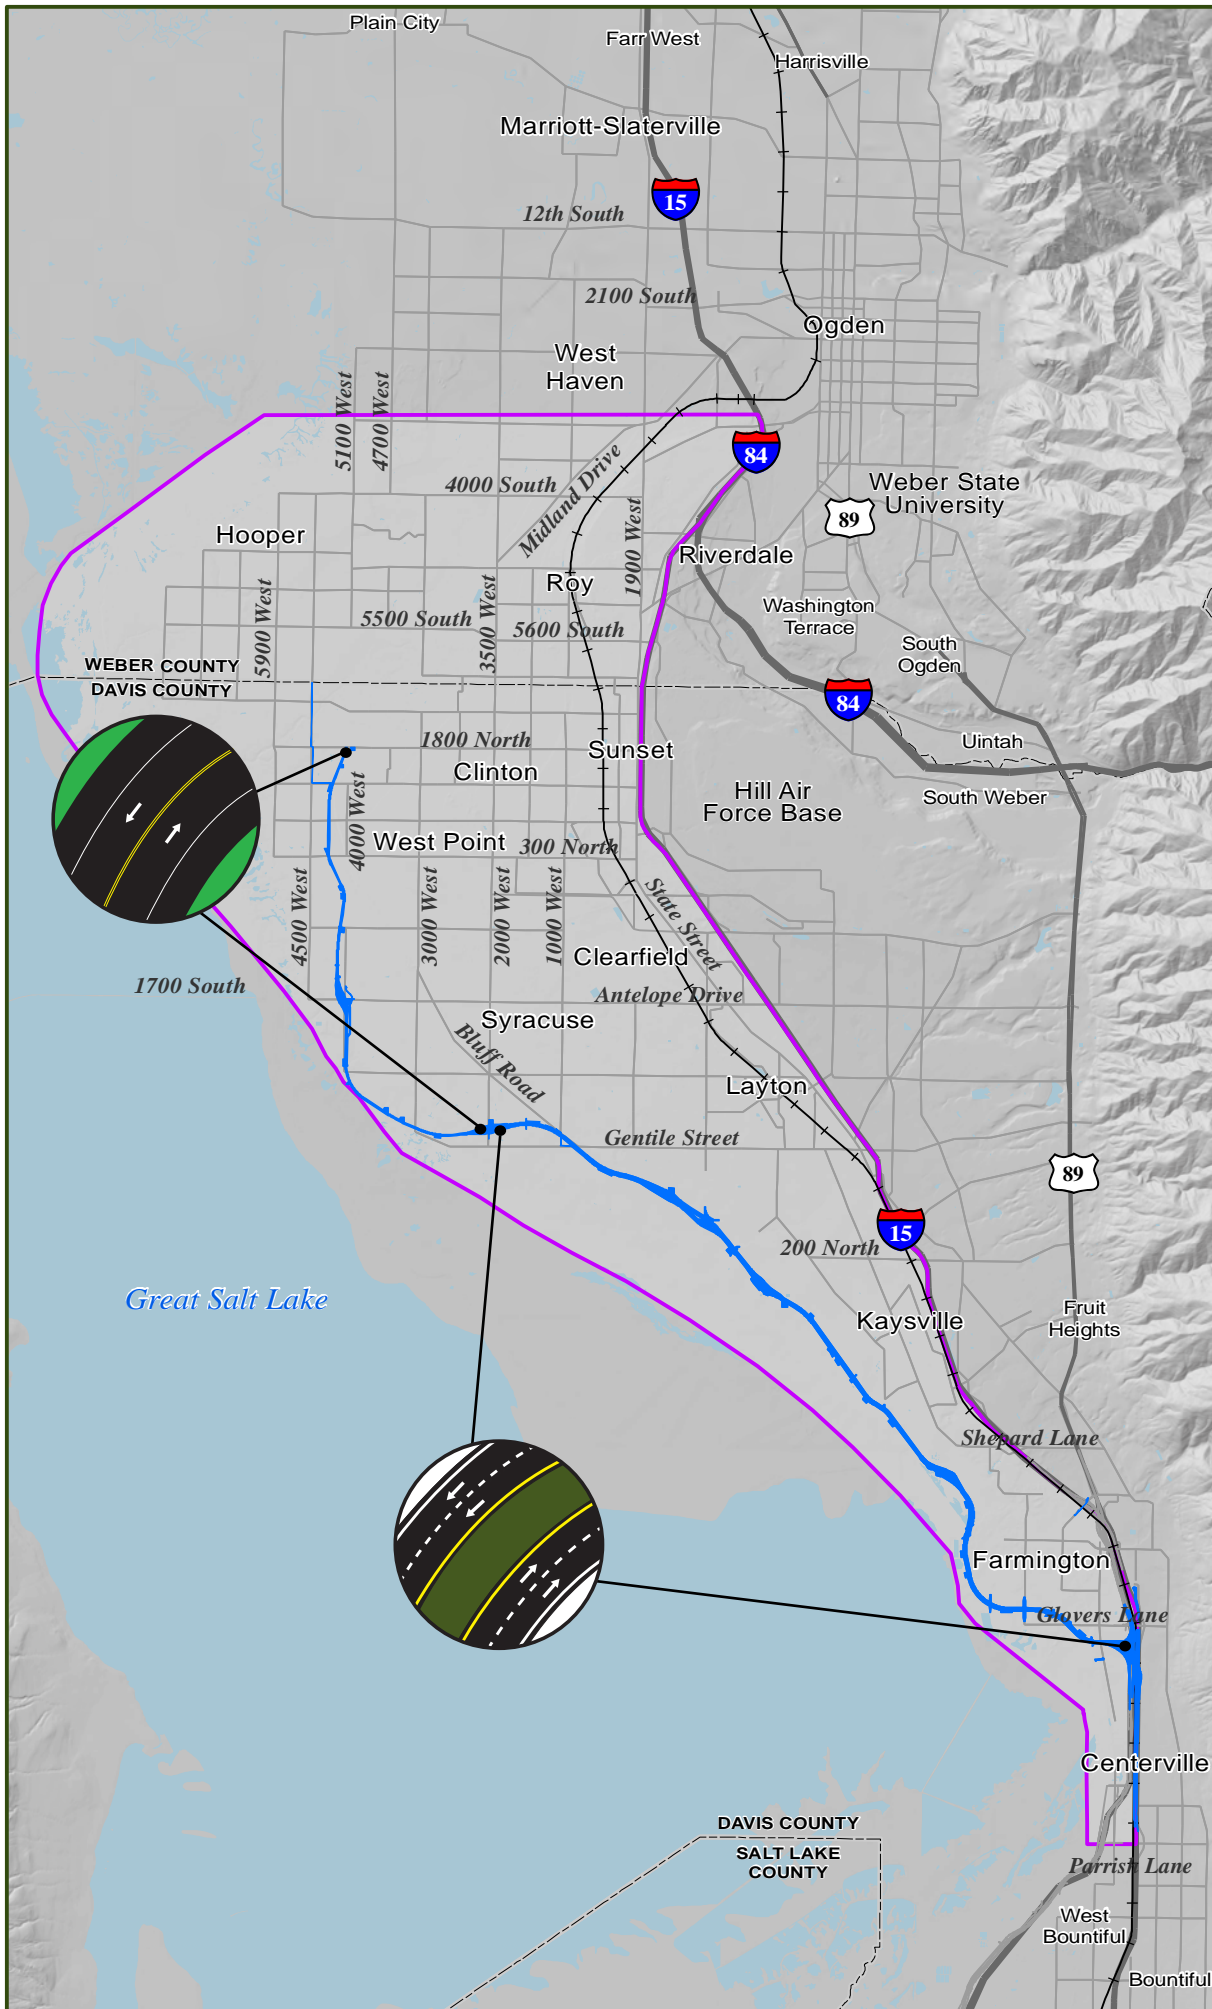 Plain City
Farr West
Harrisville
Marriott-Slaterville
15
12th South
2100 South
Ogden
West
Haven
5100 West
4700 West
84
Midland Drive
4000 South
Weber State
University
89
1900 West
Hooper
Riverdale
Roy
5900 West
3500 West
5500 South
5600 South
Washington
Terrace
South
Ogden
WEBER COUNTY
DAVIS COUNTY
84
1800 North
Sunset
Uintah
Clinton
4000 West
Hill Air
Force Base
South Weber
West Point
300 North
4500 West
3000 West
2000 West
1000 West
State Street
Clearfield
1700 South
Antelope Drive
Syracuse
Bluff Road
Layton
Gentile Street
89
15
200 North
Great Salt Lake
Kaysville
Fruit
Heights
Shepard Lane
Farmington
Glovers Lane
Centerville
DAVIS COUNTY
SALT LAKE
COUNTY
Parrish Lane
West
Bountiful
Bountiful